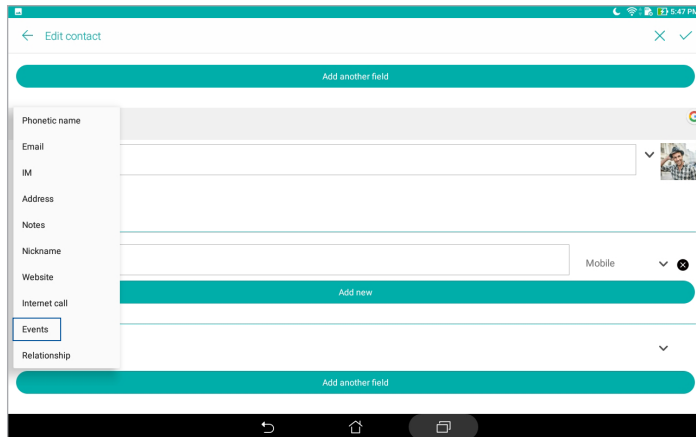 5:47 PM
Edit contact
Add another field
Phonetic name
Email
IM
Address
Notes
Nickname
Mobile
Website
Add new
Internet call
Events
Relationship
Add another field